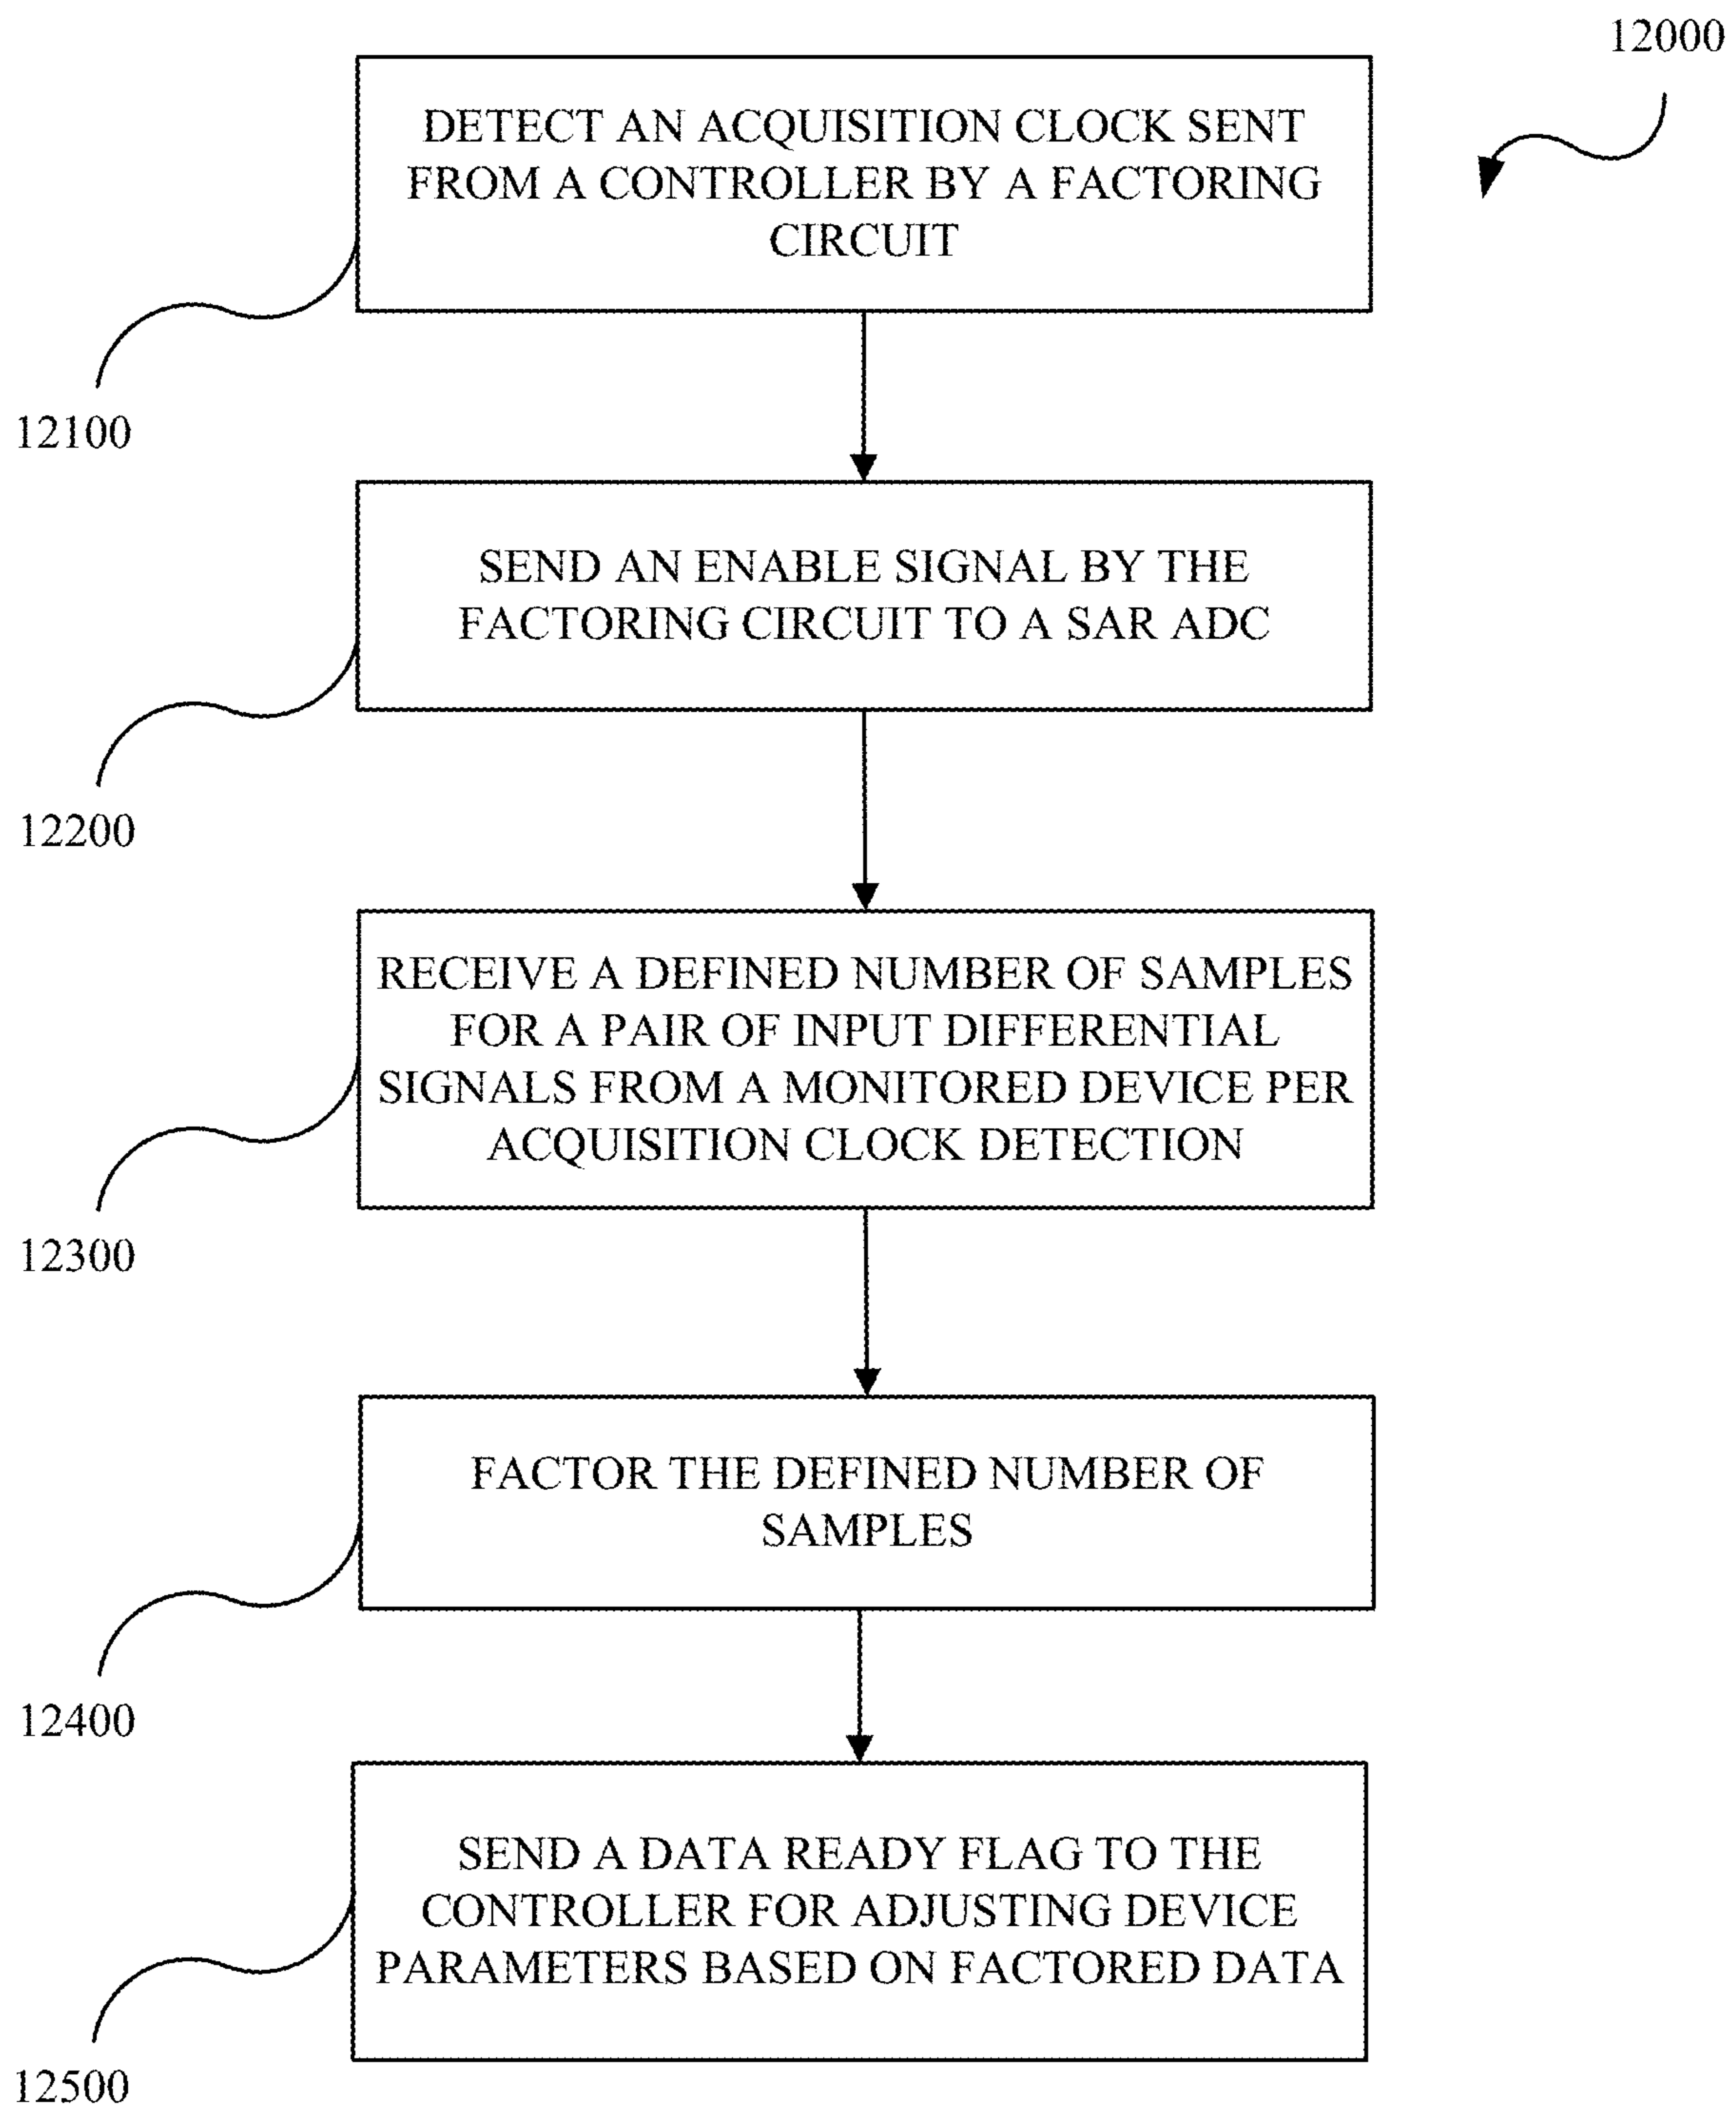 12000
DETECT AN ACQUISITION CLOCK SENT
FROM A CONTROLLER BY A FACTORING
CIRCUIT
12100
SEND AN ENABLE SIGNAL BY THE
FACTORING CIRCUIT TO A SAR ADC
12200
RECEIVE A DEFINED NUMBER OF SAMPLES
FOR A PAIR OF INPUT DIFFERENTIAL
SIGNALS FROM A MONITORED DEVICE PER
ACQUISITION CLOCK DETECTION
12300
FACTOR THE DEFINED NUMBER OF
SAMPLES
12400
SEND A DATA READY FLAG TO THE
CONTROLLER FOR ADJUSTING DEVICE
PARAMETERS BASED ON FACTORED DATA
12500